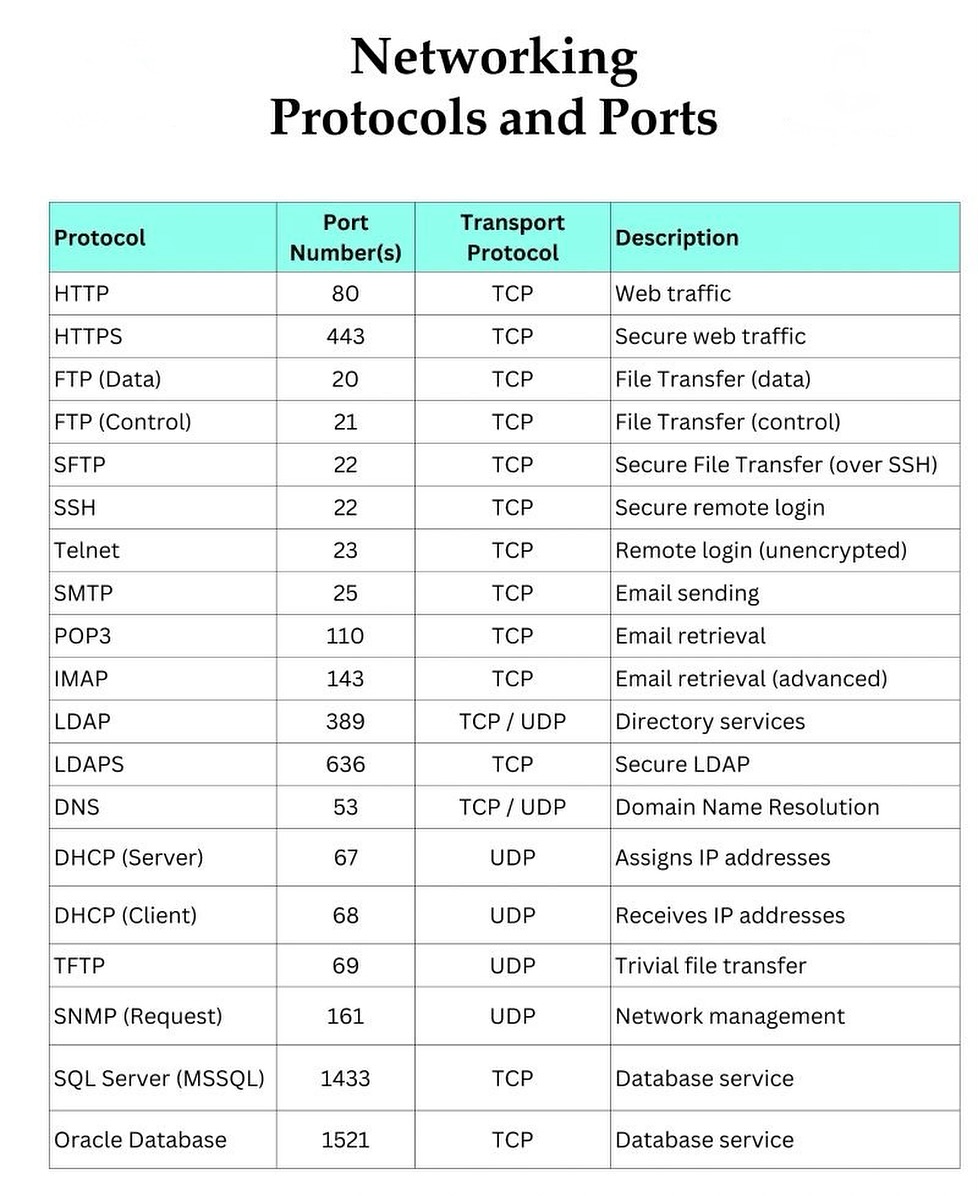 Networking
Protocols and Ports
Protocol Port Number(s) Transport Protocol Description
HTTP 80 TCP Web traffic
HTTPS 443 TCP Secure web traffic
FTP (Data) 20 TCP File Transfer (data)
FTP (Control) 21 TCP File Transfer (control)
SFTP 22 TCP Secure File Transfer (over SSH)
SSH 22 TCP Secure remote login
Telnet 23 TCP Remote login (unencrypted)
SMTP 25 TCP Email sending
POP3 110 TCP Email retrieval
IMAP 143 TCP Email retrieval (advanced)
LDAP 389 TCP / UDP Directory services
LDAPS 636 TCP Secure LDAP
DNS 53 TCP / UDP Domain Name Resolution
DHCP (Server) 67 UDP Assigns IP addresses
DHCP (Client) 68 UDP Receives IP addresses
TFTP 69 UDP Trivial file transfer
SNMP (Request) 161 UDP Network management
SQL Server (MSSQL) 1433 TCP Database service
Oracle Database 1521 TCP Database service